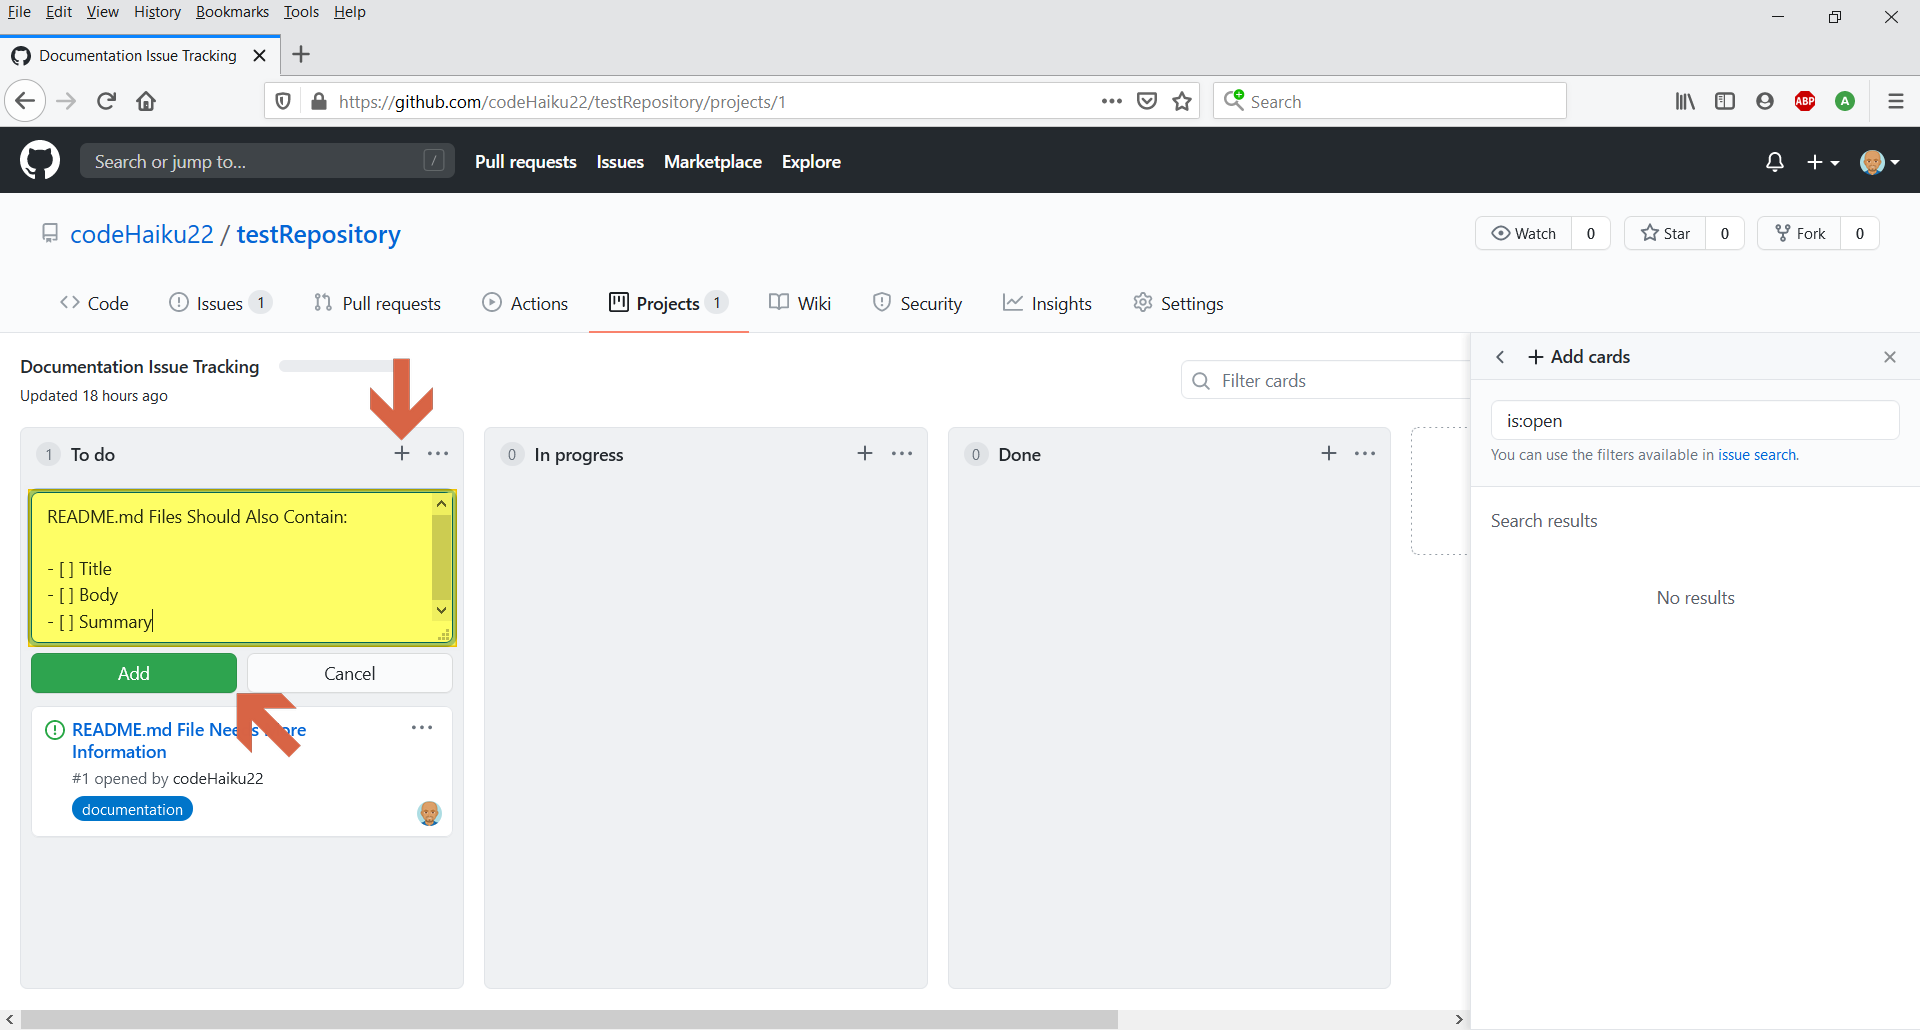 File Edit View History Bookmarks Tools Help
Documentation Issue Tracking
https://github.com/codeHaiku22/testRepository/projects/1
Search
ABP
A
Search or jump to...
/
Pull requests Issues Marketplace Explore
codeHaiku22 / testRepository
Watch 0
Star 0
Fork 0
Code
Issues 1
Pull requests
Actions
Projects 1
Wiki
Security
Insights
Settings
Documentation Issue Tracking
Updated 18 hours ago
Filter cards
1 To do
README.md Files Should Also Contain:
- [ ] Title
- [ ] Body
- [ ] Summary
Add
Cancel
README.md File Needs More
Information
#1 opened by codeHaiku22
documentation
0 In progress
0 Done
Add cards
is:open
You can use the filters available in issue search.
Search results
No results